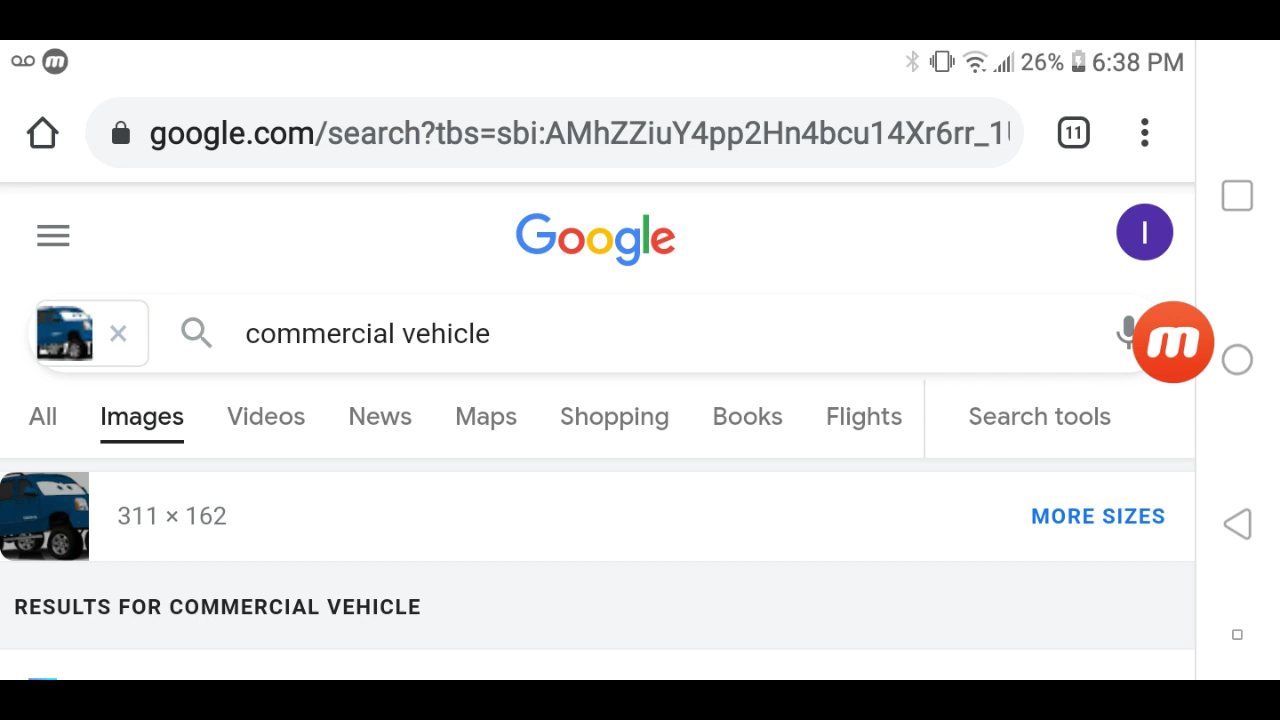 26% 6:38 PM
google.com/search?tbs=sbi:AMhZZiuY4pp2Hn4bcu14Xr6rr_1
11
Google
I
commercial vehicle
m
All Images Videos News Maps Shopping Books Flights Search tools
311 × 162 MORE SIZES
RESULTS FOR COMMERCIAL VEHICLE